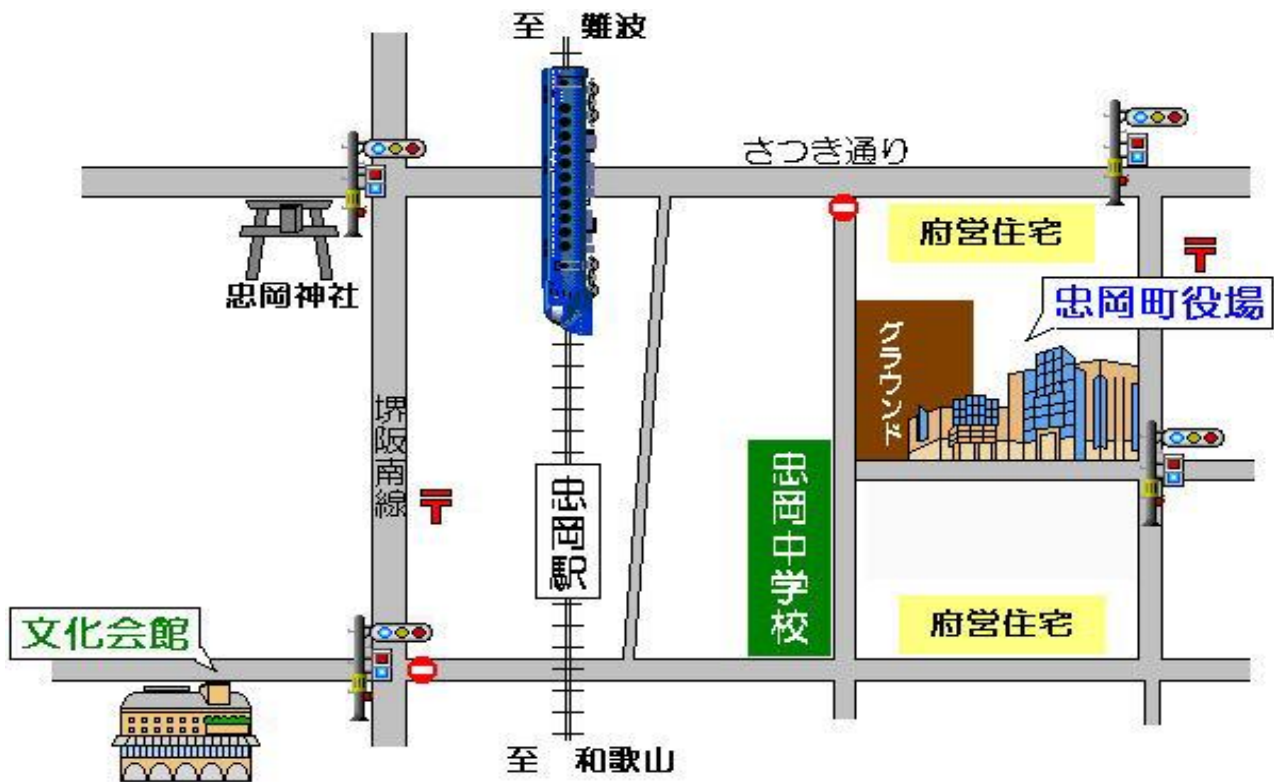 至 難波
さつき通り
府営住宅
忠岡神社
忠岡町役場
グラウンド
堺阪南線
忠岡駅
忠岡中学校
文化会館
府営住宅
至 和歌山